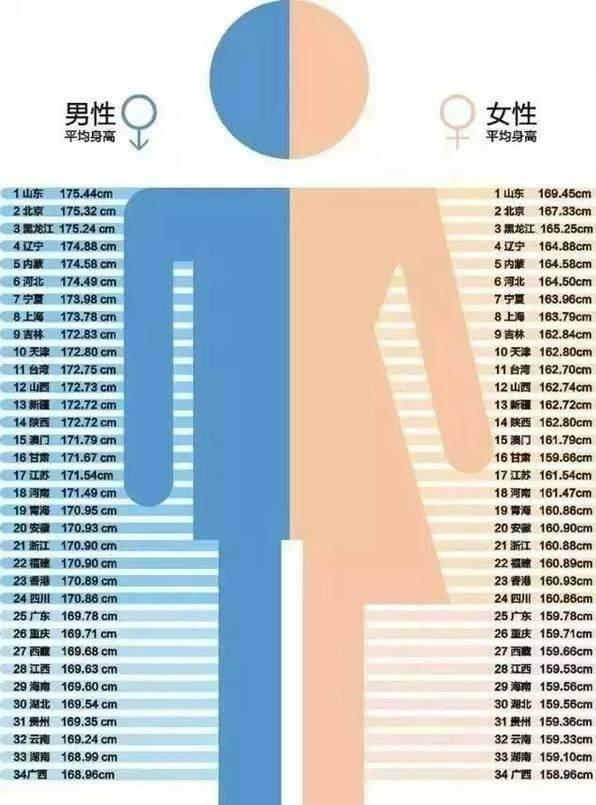 男性
平均身高
女性
平均身高
1 山东 175.44cm
2 北京 175.32 cm
3 黑龙江 175.24 cm
4 辽宁 174.88 cm
5 内蒙 174.58 cm
6 河北 174.49 cm
7 宁夏 173.98 cm
8 上海 173.78 cm
9 吉林 172.83 cm
10 天津 172.80 cm
11 台湾 172.75 cm
12 山西 172.73 cm
13 新疆 172.72 cm
14 陕西 172.72 cm
15 澳门 171.79 cm
16 甘肃 171.67 cm
17 江苏 171.54cm
18 河南 171.49 cm
19 青海 170.95 cm
20 安徽 170.93 cm
21 浙江 170.90 cm
22 福建 170.90 cm
23 香港 170.89 cm
24 四川 170.86 cm
25 广东 169.78 cm
26 重庆 169.71 cm
27 西藏 169.68 cm
28 江西 169.63 cm
29 海南 169.60 cm
30 湖北 169.54 cm
31 贵州 169.35 cm
32 云南 169.24 cm
33 湖南 168.99 cm
34广西 168.96cm
1 山东 169.45cm
2 北京 167.33cm
3 黑龙江 165.25cm
4 辽宁 164.88cm
5 内蒙 164.58cm
6 河北 164.50cm
7 宁夏 163.96cm
8 上海 163.79cm
9 吉林 162.84cm
10 天津 162.80cm
11 台湾 162.70cm
12 山西 162.74cm
13 新疆 162.72cm
14 陕西 162.80cm
15 澳门 161.79cm
16 甘肃 159.66cm
17 江苏 161.54cm
18 河南 161.47cm
19 青海 160.86cm
20 安徽 160.90cm
21 浙江 160.88cm
22 福建 160.89cm
23 香港 160.93cm
24 四川 160.86cm
25 广东 159.78cm
26 重庆 159.71cm
27 西藏 159.66cm
28 江西 159.53cm
29 海南 159.56cm
30 湖北 159.56cm
31 贵州 159.36cm
32 云南 159.33cm
33 湖南 159.10cm
34 广西 158.96cm